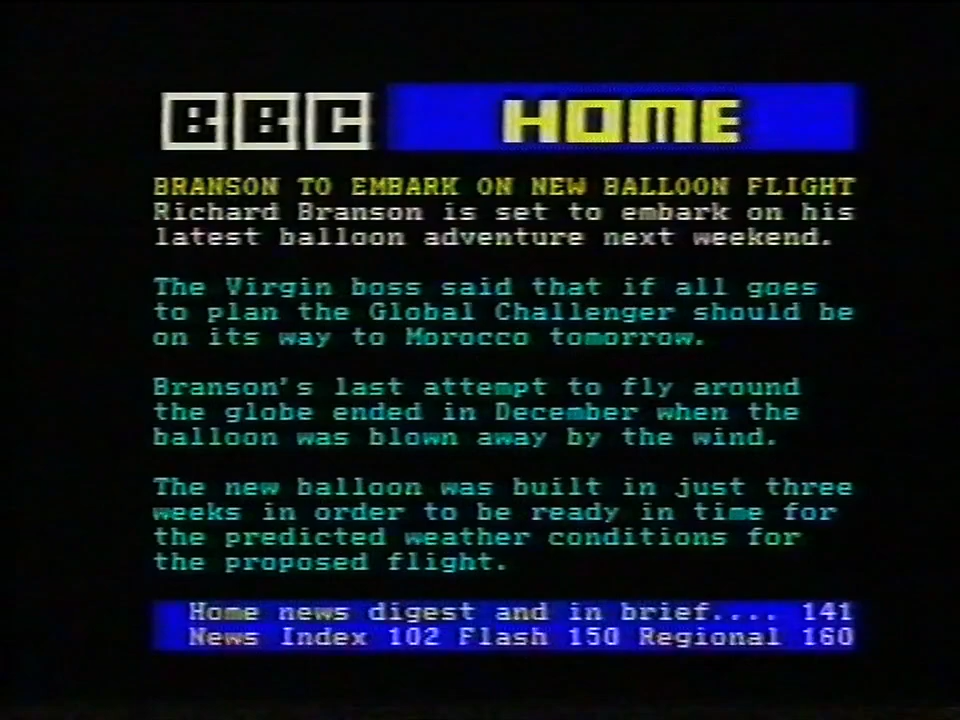 BBC HOME
BRANSON TO EMBARK ON NEW BALLOON FLIGHT
Richard Branson is set to embark on his
latest balloon adventure next weekend.
The Virgin boss said that if all goes
to plan the Global Challenger should be
on its way to Morocco tomorrow.
Branson's last attempt to fly around
the globe ended in December when the
balloon was blown away by the wind.
The new balloon was built in just three
weeks in order to be ready in time for
the predicted weather conditions for
the proposed flight.
Home news digest and in brief.... 141
News Index 102 Flash 150 Regional 160